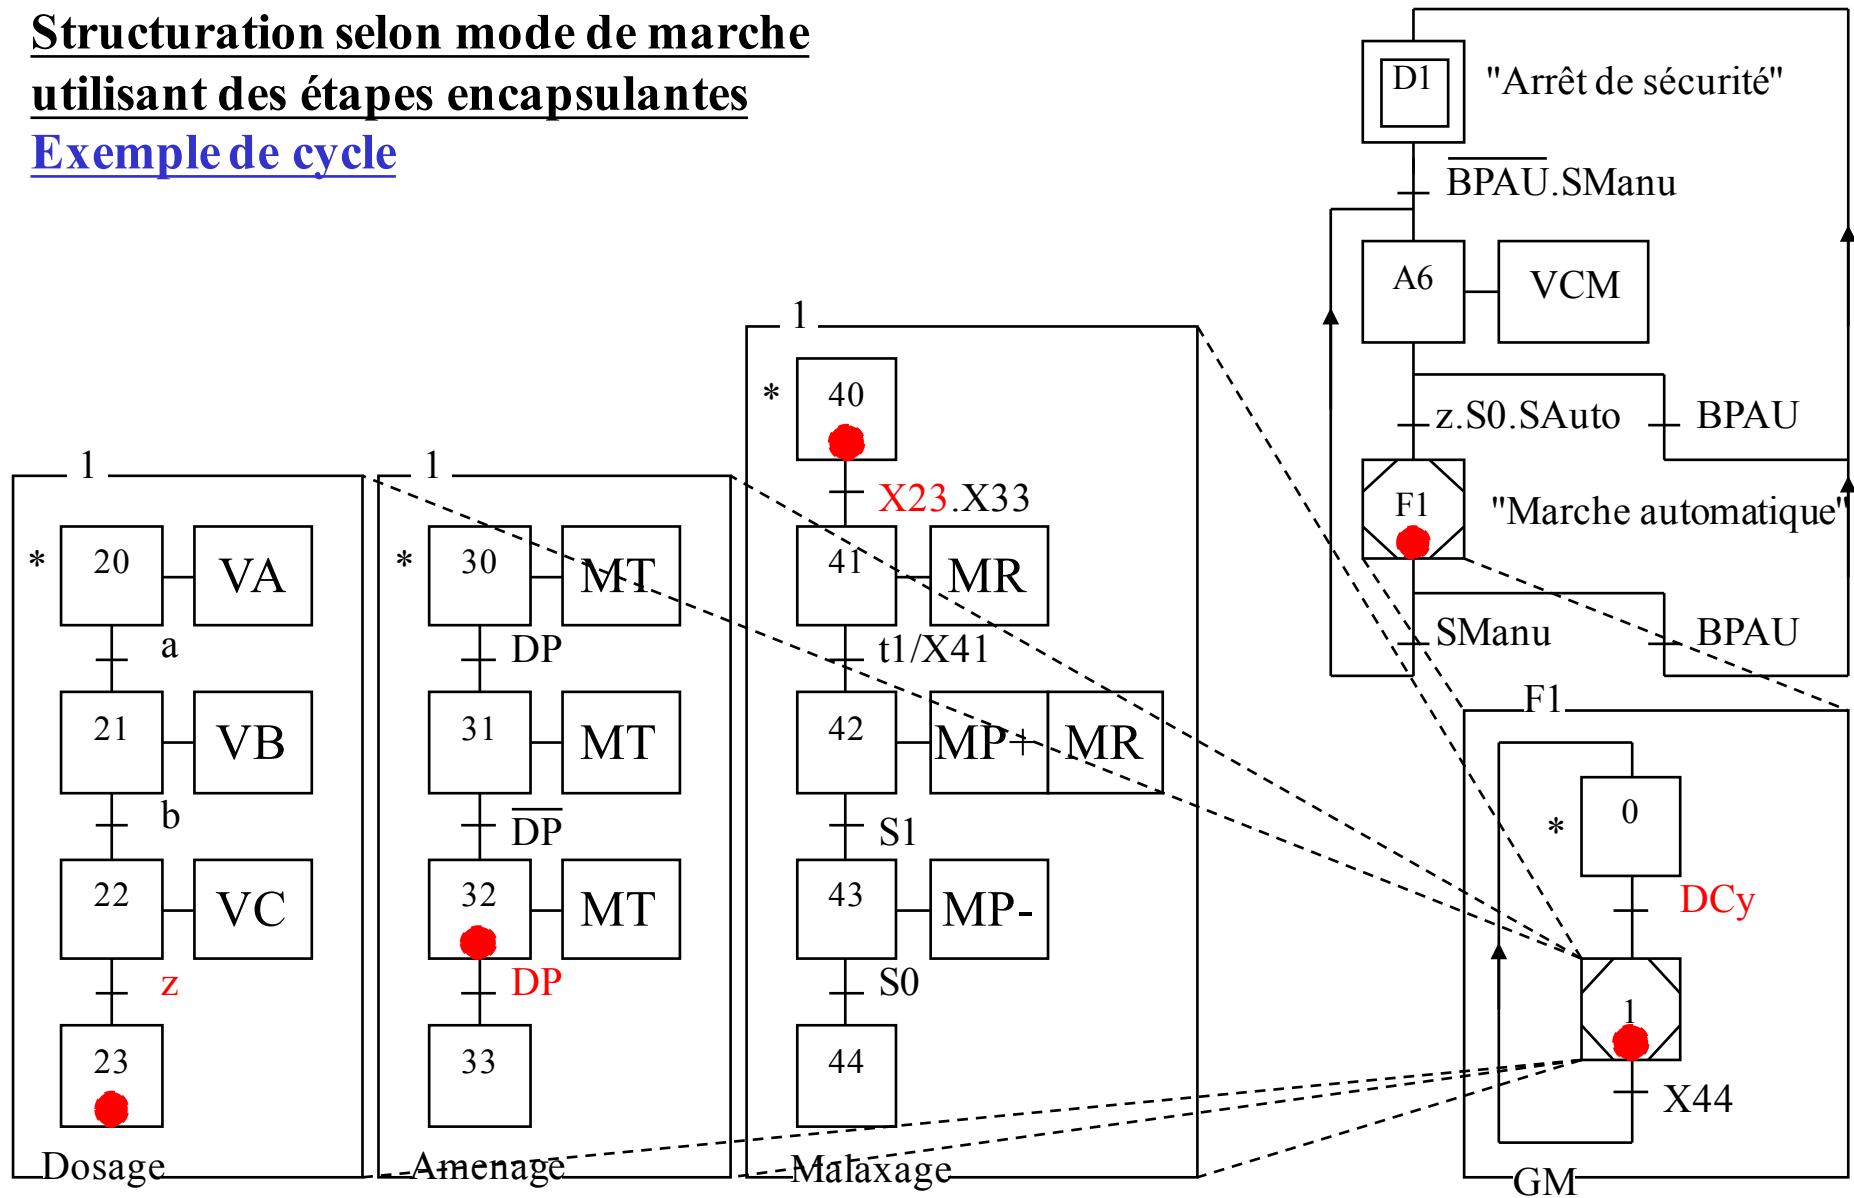 Structuration selon mode de marche
utilisant des étapes encapsulantes
Exemple de cycle
D1
"Arrêt de sécurité"
B̅P̅A̅U̅.SManu
A6
VCM
z.S0.SAuto
BPAU
F1
"Marche automatique"
SManu
BPAU
1
*
20
VA
a
21
VB
b
22
VC
z
23
Dosage
1
*
30
MT
DP
31
MT
D̅P̅
32
MT
DP
33
Amenage
1
*
40
X23.X33
41
MR
t1/X41
42
MP+
MR
S1
43
MP-
S0
44
Malaxage
F1
*
0
DCy
1
X44
GM